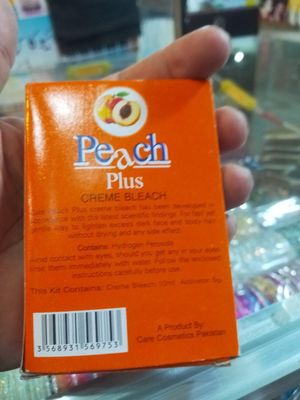 Peach
Plus
CREME BLEACH
Peach Plus creme bleach has been developed in
with the latest scientific findings. For fast yet
gentle way to lighten excess dark face and body hair
without drying and any side effect.
Contains: Hydrogen Peroxide
Avoid contact with eyes, should you get any in your eyes
rinse them immediately with water. Follow the enclosed
instructions carefully before use.
This Kit Contains: Creme Bleach 10ml. Activator 5g.
3 568931 569753
A Product By:
Care Cosmetics Pakistan